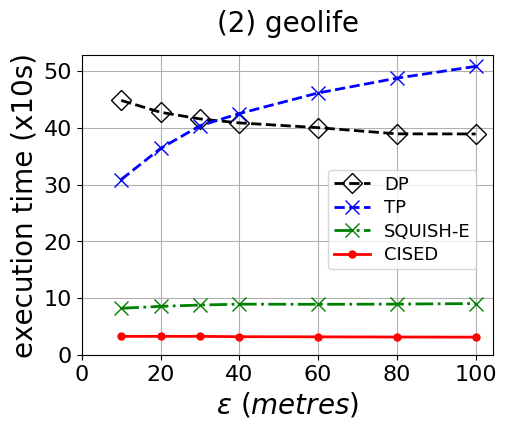 (2) geolife
execution time (x10s)
50
40
30
20
10
0
DP
TP
SQUISH-E
CISED
0 20 40 60 80 100
ε (metres)